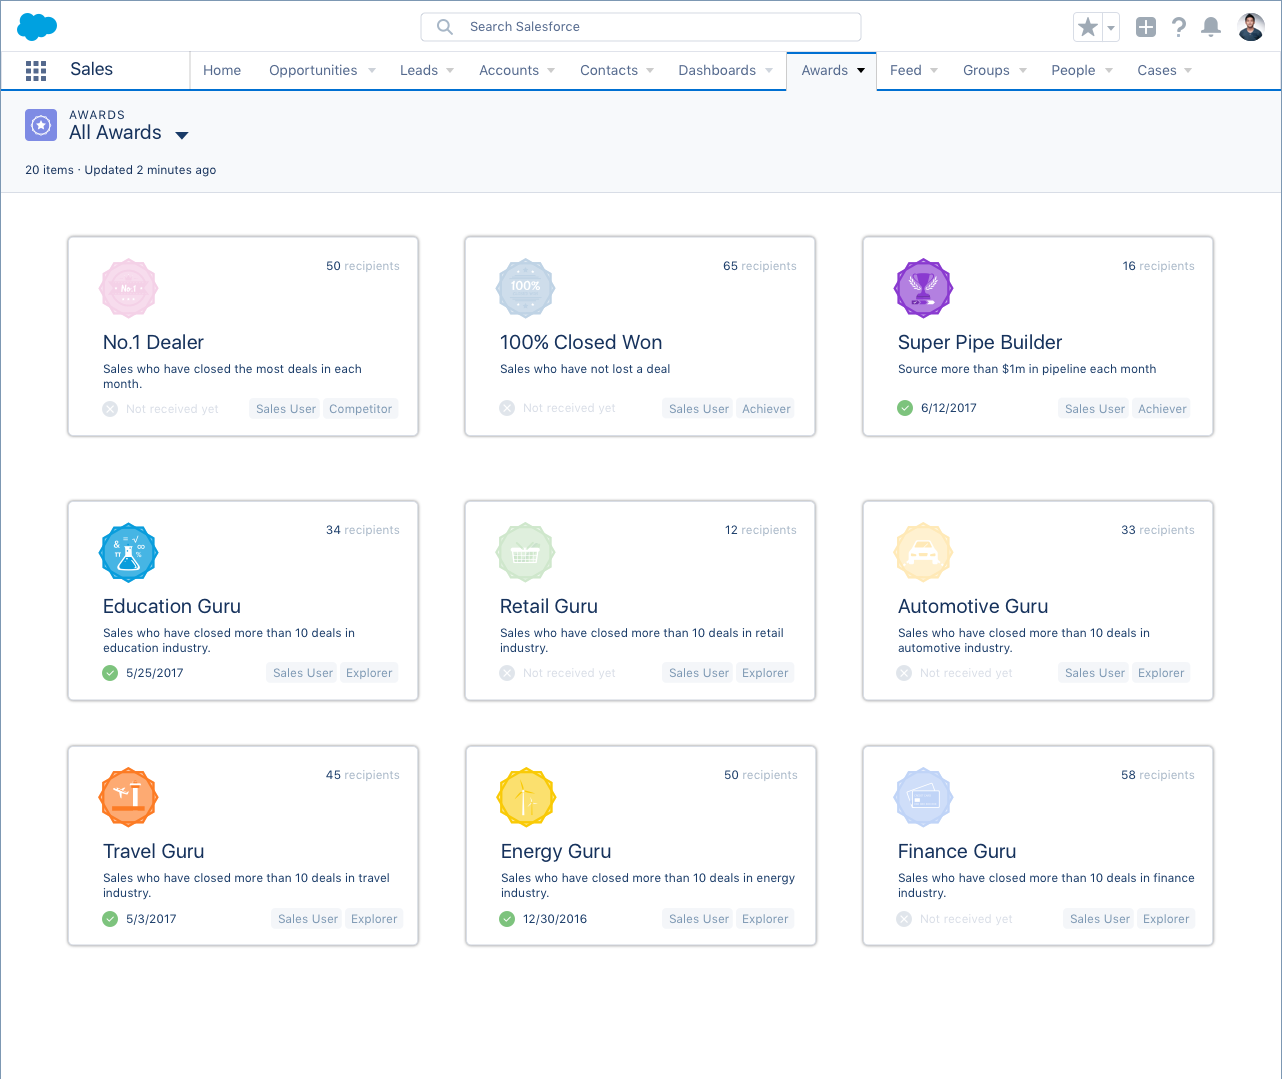 Search Salesforce
Sales
Home Opportunities Leads Accounts Contacts Dashboards Awards Feed Groups People Cases
AWARDS
All Awards
20 items · Updated 2 minutes ago
50 recipients
No.1
No.1 Dealer
Sales who have closed the most deals in each
month.
Not received yet
Sales User Competitor
65 recipients
100%
100% Closed Won
Sales who have not lost a deal
Not received yet
Sales User Achiever
16 recipients
Super Pipe Builder
Source more than $1m in pipeline each month
6/12/2017
Sales User Achiever
34 recipients
& = √ ∞ π %
Education Guru
Sales who have closed more than 10 deals in
education industry.
5/25/2017
Sales User Explorer
12 recipients
Retail Guru
Sales who have closed more than 10 deals in retail
industry.
Not received yet
Sales User Explorer
33 recipients
Automotive Guru
Sales who have closed more than 10 deals in
automotive industry.
Not received yet
Sales User Explorer
45 recipients
Travel Guru
Sales who have closed more than 10 deals in travel
industry.
5/3/2017
Sales User Explorer
50 recipients
Energy Guru
Sales who have closed more than 10 deals in energy
industry.
12/30/2016
Sales User Explorer
58 recipients
Finance Guru
Sales who have closed more than 10 deals in finance
industry.
Not received yet
Sales User Explorer